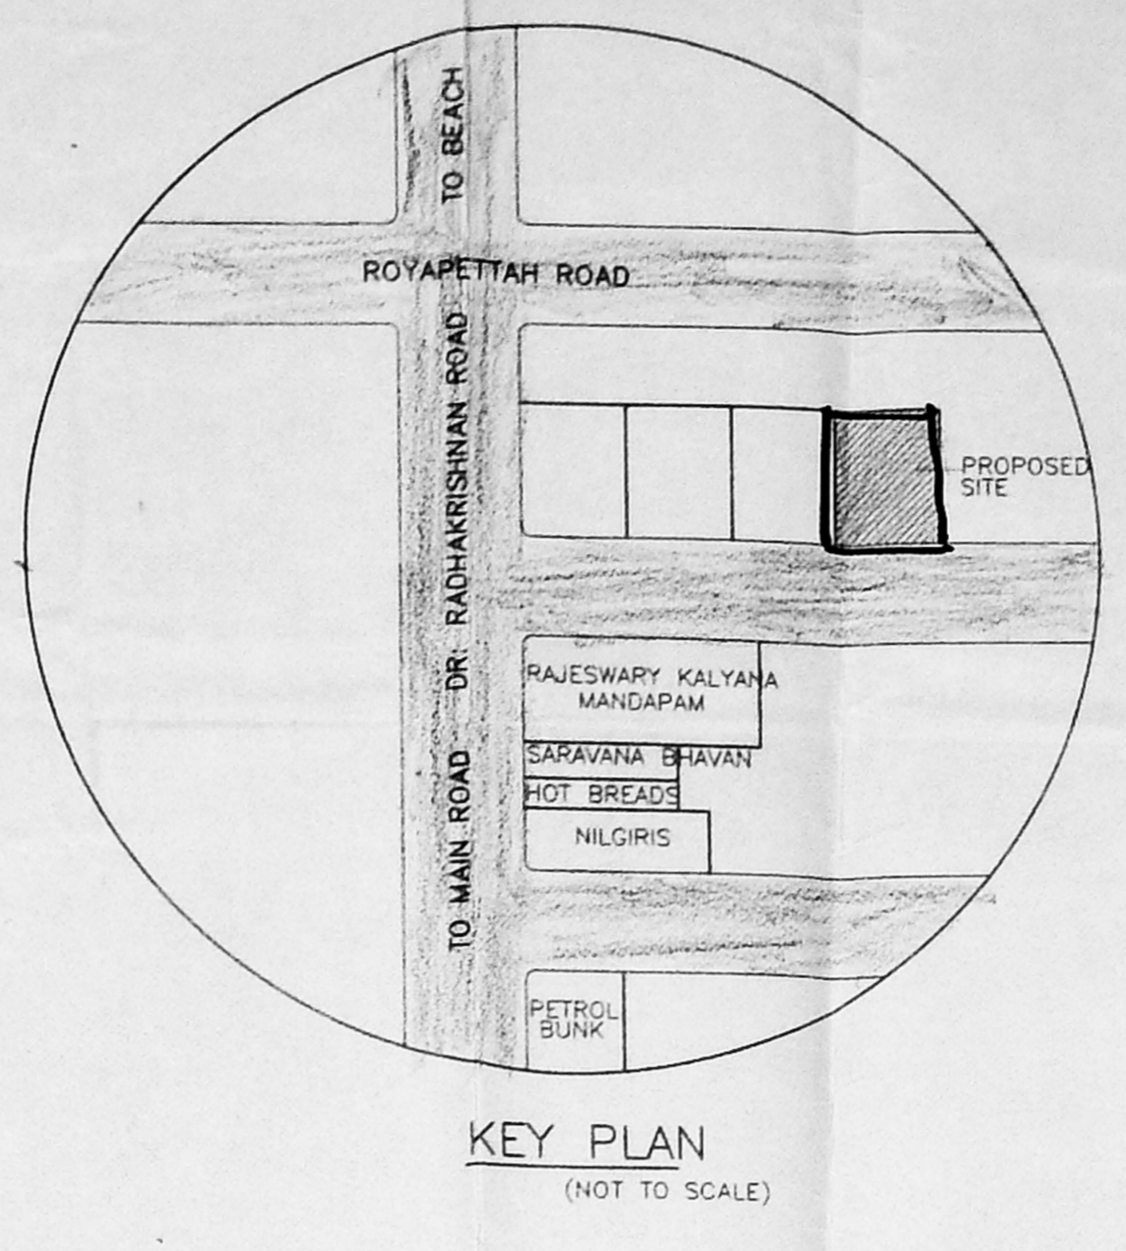 TO BEACH
ROYAPETTAH ROAD
TO MAIN ROAD DR. RADHAKRISHNAN ROAD
PROPOSED
SITE
RAJESWARY KALYANA
MANDAPAM
SARAVANA BHAVAN
HOT BREADS
NILGIRIS
PETROL
BUNK
KEY PLAN
(NOT TO SCALE)